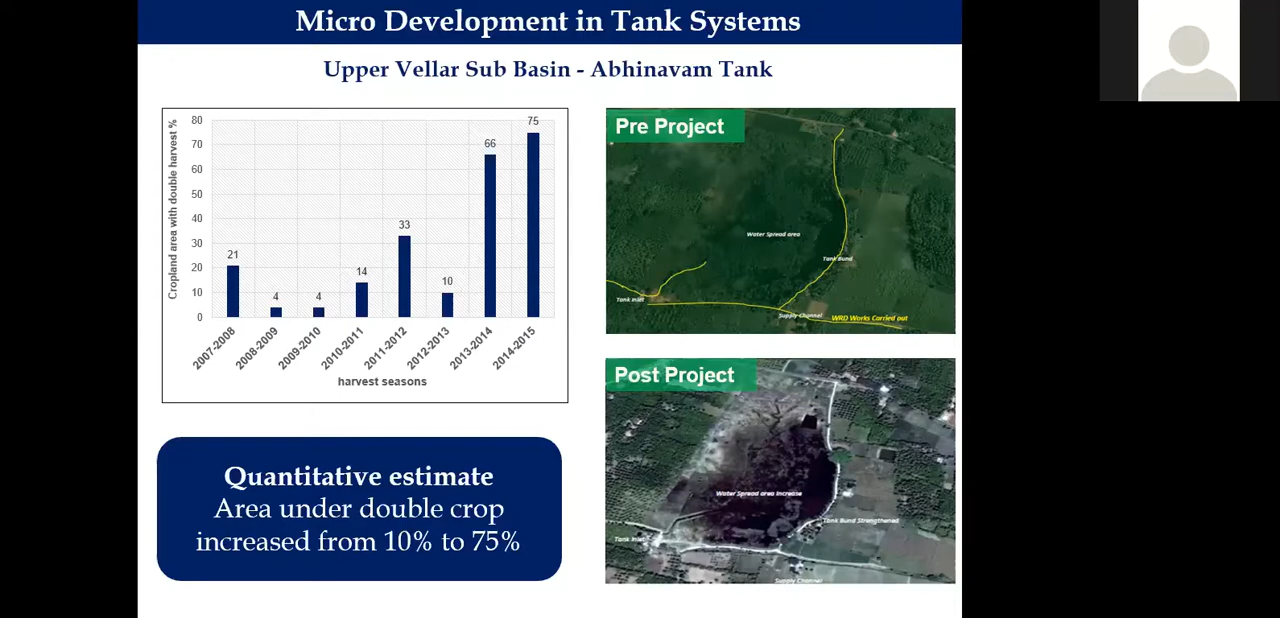 Micro Development in Tank Systems
Upper Vellar Sub Basin - Abhinavam Tank
Cropland area with double harvest %
80
70
60
50
40
30
20
10
0
21
4
4
14
33
10
66
75
2007-2008
2008-2009
2009-2010
2010-2011
2011-2012
2012-2013
2013-2014
2014-2015
harvest seasons
Quantitative estimate
Area under double crop
increased from 10% to 75%
Pre Project
Water Spread area
Tank Bund
Tank Inlet
Supply Channel
WRD Works Carried out
Post Project
Water Spread area Increase
Tank Bund Strengthened
Tank Inlet
Supply Channel